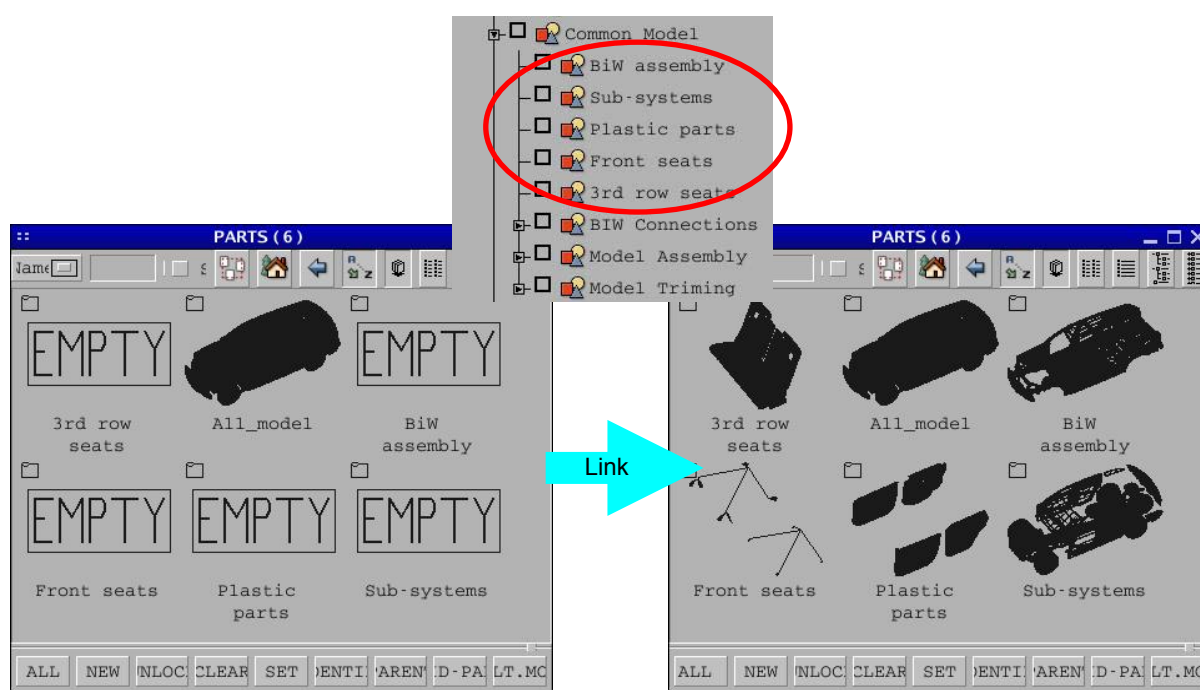 Common Model
BiW assembly
Sub-systems
Plastic parts
Front seats
3rd row seats
BIW Connections
Model Assembly
Model Triming
PARTS(6)
EMPTY
EMPTY
3rd row
seats
All_model
BiW
assembly
EMPTY
EMPTY
EMPTY
Front seats
Plastic
parts
Sub-systems
ALL NEW CLEAR SET
Link
PARTS(6)
3rd row
seats
All_model
BiW
assembly
Front seats
Plastic
parts
Sub-systems
ALL NEW CLEAR SET